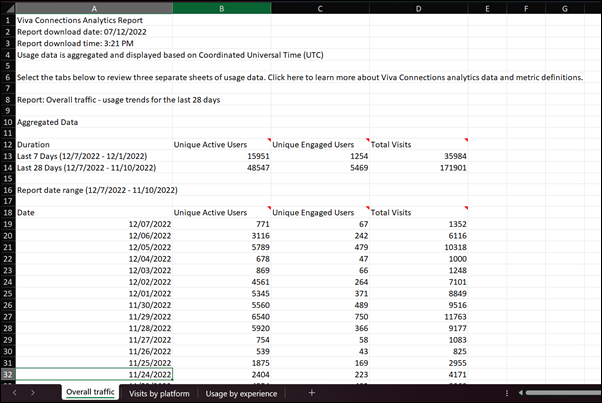 A B C D E F G
1 Viva Connections Analytics Report
2 Report download date: 07/12/2022
3 Report download time: 3:21 PM
4 Usage data is aggregated and displayed based on Coordinated Universal Time (UTC)
5
6 Select the tabs below to review three separate sheets of usage data. Click here to learn more about Viva Connections analytics data and metric definitions.
7
8 Report: Overall traffic - usage trends for the last 28 days
9
10 Aggregated Data
11
12 Duration Unique Active Users Unique Engaged Users Total Visits
13 Last 7 Days (12/7/2022 - 12/1/2022) 15951 1254 35984
14 Last 28 Days (12/7/2022 - 11/10/2022) 48547 5469 171901
15
16 Report date range (12/7/2022 - 11/10/2022)
17
18 Date Unique Active Users Unique Engaged Users Total Visits
19 12/07/2022 771 67 1352
20 12/06/2022 3116 242 6116
21 12/05/2022 5789 479 10318
22 12/04/2022 678 47 1000
23 12/03/2022 869 66 1248
24 12/02/2022 4561 264 7101
25 12/01/2022 5345 371 8849
26 11/30/2022 5560 489 9516
27 11/29/2022 6540 750 11763
28 11/28/2022 5920 366 9177
29 11/27/2022 754 58 1083
30 11/26/2022 539 43 825
31 11/25/2022 1875 169 2955
32 11/24/2022 2404 223 4171
Overall traffic Visits by platform Usage by experience +